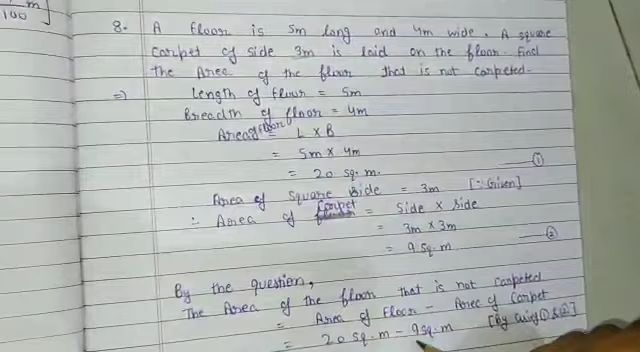 m]
100
8. A floor is 5m long and 4m wide. A square
carpet of side 3m is laid on the floor. find
the Area of the floor that is not carpeted.
⇒) Length of floor = 5m
Breadth of floor = 4m
Area of floor = L × B
= 5m × 4m
= 20 sq. m. ①
Area of square side = 3m [∵ Given]
∴ Area of Carpet = Side × Side
= 3m × 3m
= 9 Sq. m ②
By the question,
The Area of the floor that is not carpeted
= Area of Floor - Area of Carpet
= 20 sq. m - 9 sq. m [By using ① & ②]